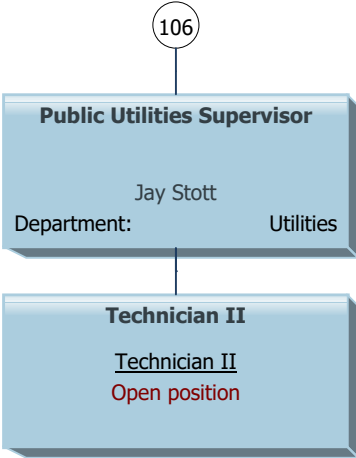 106
Public Utilities Supervisor
Jay Stott
Department: Utilities
Technician II
Technician II
Open position